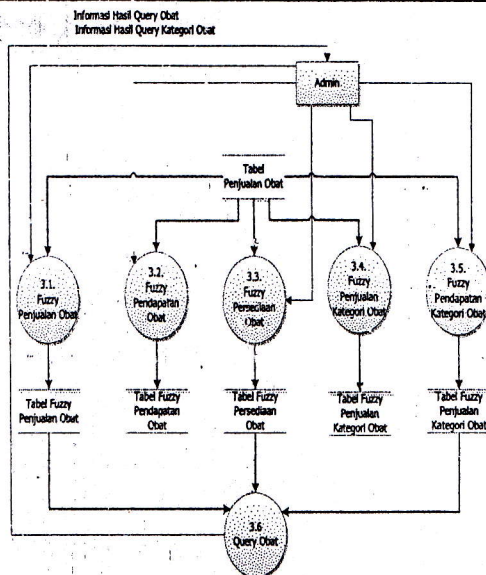 Informasi Hasil Query Obat
Informasi Hasil Query Kategori Obat
Admin
Tabel
Penjualan Obat
3.1.
Fuzzy
Penjualan Obat
3.2.
Fuzzy
Pendapatan
Obat
3.3.
Fuzzy
Persediaan
Obat
3.4.
Fuzzy
Penjualan
Kategori Obat
3.5.
Fuzzy
Pendapatan
Kategori Obat
Tabel Fuzzy
Penjualan Obat
Tabel Fuzzy
Pendapatan
Obat
Tabel Fuzzy
Persediaan
Obat
Tabel Fuzzy
Penjualan
Kategori Obat
Tabel Fuzzy
Penjualan
Kategori Obat
3.6
Query Obat